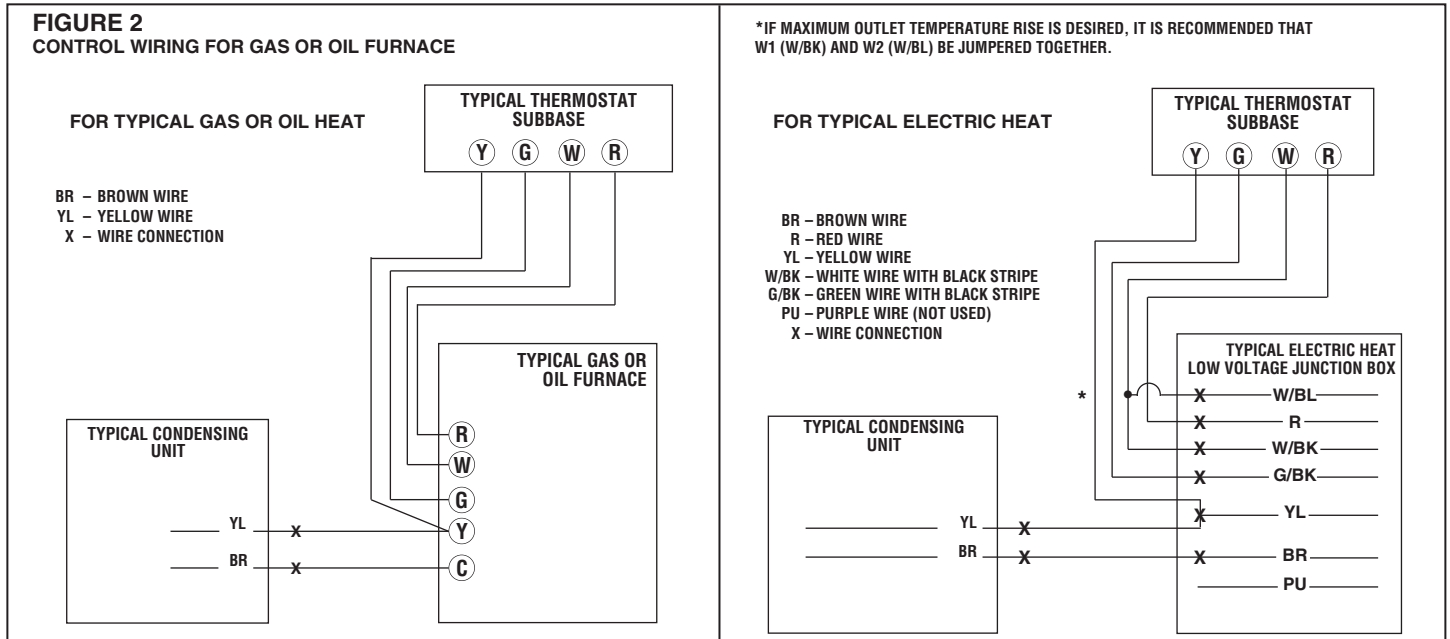 FIGURE 2
CONTROL WIRING FOR GAS OR OIL FURNACE
FOR TYPICAL GAS OR OIL HEAT
TYPICAL THERMOSTAT
SUBBASE
Y G W R
BR – BROWN WIRE
YL – YELLOW WIRE
X – WIRE CONNECTION
TYPICAL GAS OR
OIL FURNACE
R
W
G
Y
C
TYPICAL CONDENSING
UNIT
YL X
BR X
*IF MAXIMUM OUTLET TEMPERATURE RISE IS DESIRED, IT IS RECOMMENDED THAT
W1 (W/BK) AND W2 (W/BL) BE JUMPERED TOGETHER.
FOR TYPICAL ELECTRIC HEAT
TYPICAL THERMOSTAT
SUBBASE
Y G W R
BR – BROWN WIRE
R – RED WIRE
YL – YELLOW WIRE
W/BK – WHITE WIRE WITH BLACK STRIPE
G/BK – GREEN WIRE WITH BLACK STRIPE
PU – PURPLE WIRE (NOT USED)
X – WIRE CONNECTION
TYPICAL ELECTRIC HEAT
LOW VOLTAGE JUNCTION BOX
* X W/BL
X R
X W/BK
X G/BK
X YL
X BR
PU
TYPICAL CONDENSING
UNIT
YL X
BR X